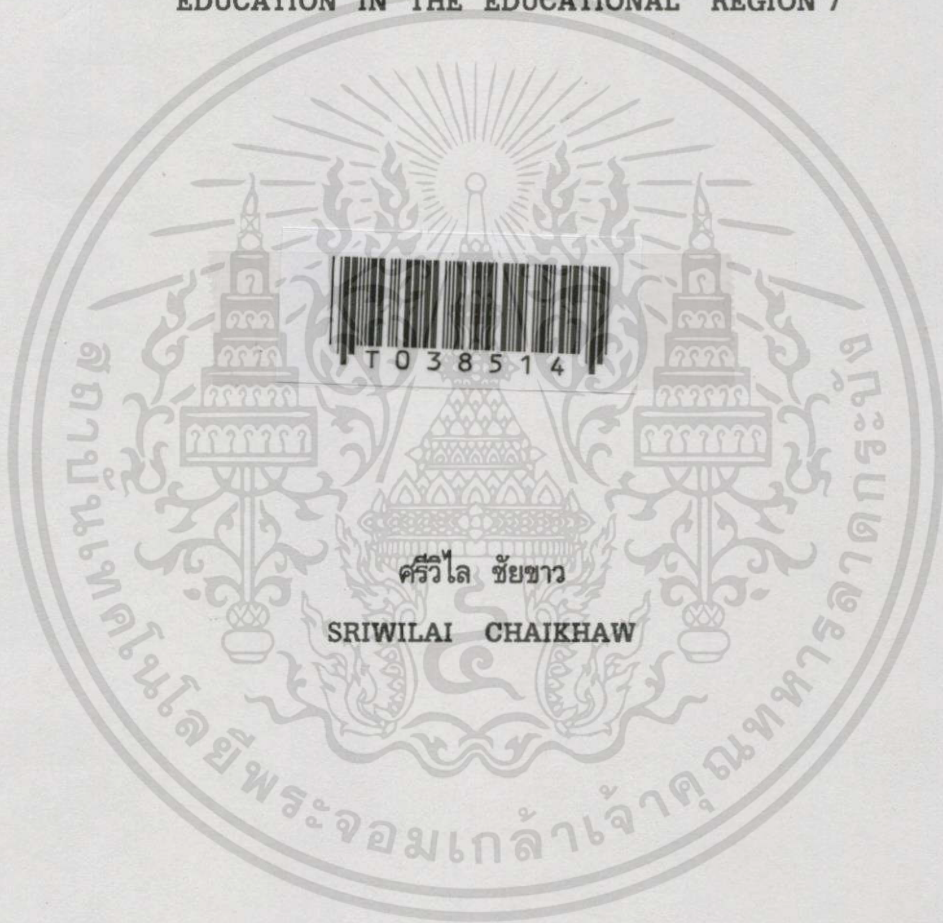 EDUCATION IN THE EDUCATIONAL REGION 7
T038514
ศรีวิไล ชัยขาว
SRIWILAI CHAIKHAW
สถาบันเทคโนโลยีพระจอมเกล้าเจ้าคุณทหารลาดกระบัง